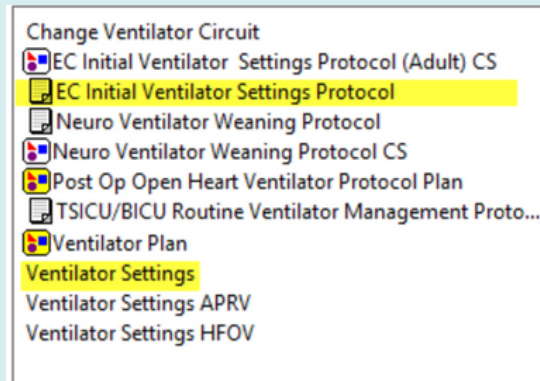 Change Ventilator Circuit
EC Initial Ventilator Settings Protocol (Adult) CS
EC Initial Ventilator Settings Protocol
Neuro Ventilator Weaning Protocol
Neuro Ventilator Weaning Protocol CS
Post Op Open Heart Ventilator Protocol Plan
TSICU/BICU Routine Ventilator Management Proto...
Ventilator Plan
Ventilator Settings
Ventilator Settings APRV
Ventilator Settings HFOV